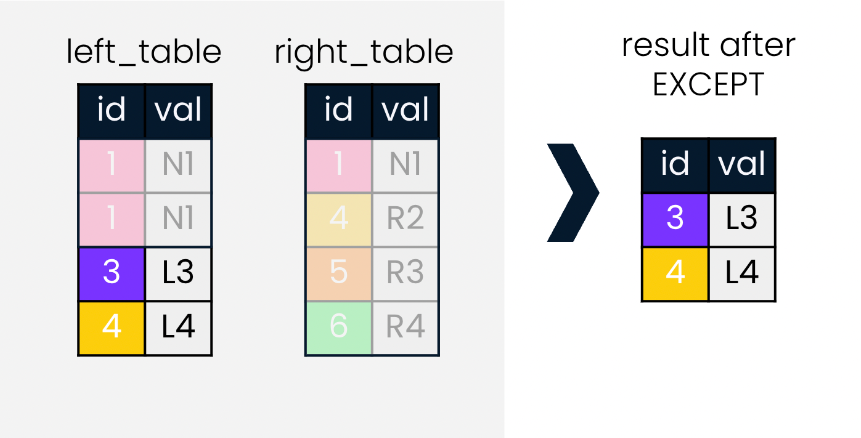 left_table
id val
1 N1
1 N1
3 L3
4 L4
right_table
id val
1 N1
4 R2
5 R3
6 R4
result after
EXCEPT
id val
3 L3
4 L4